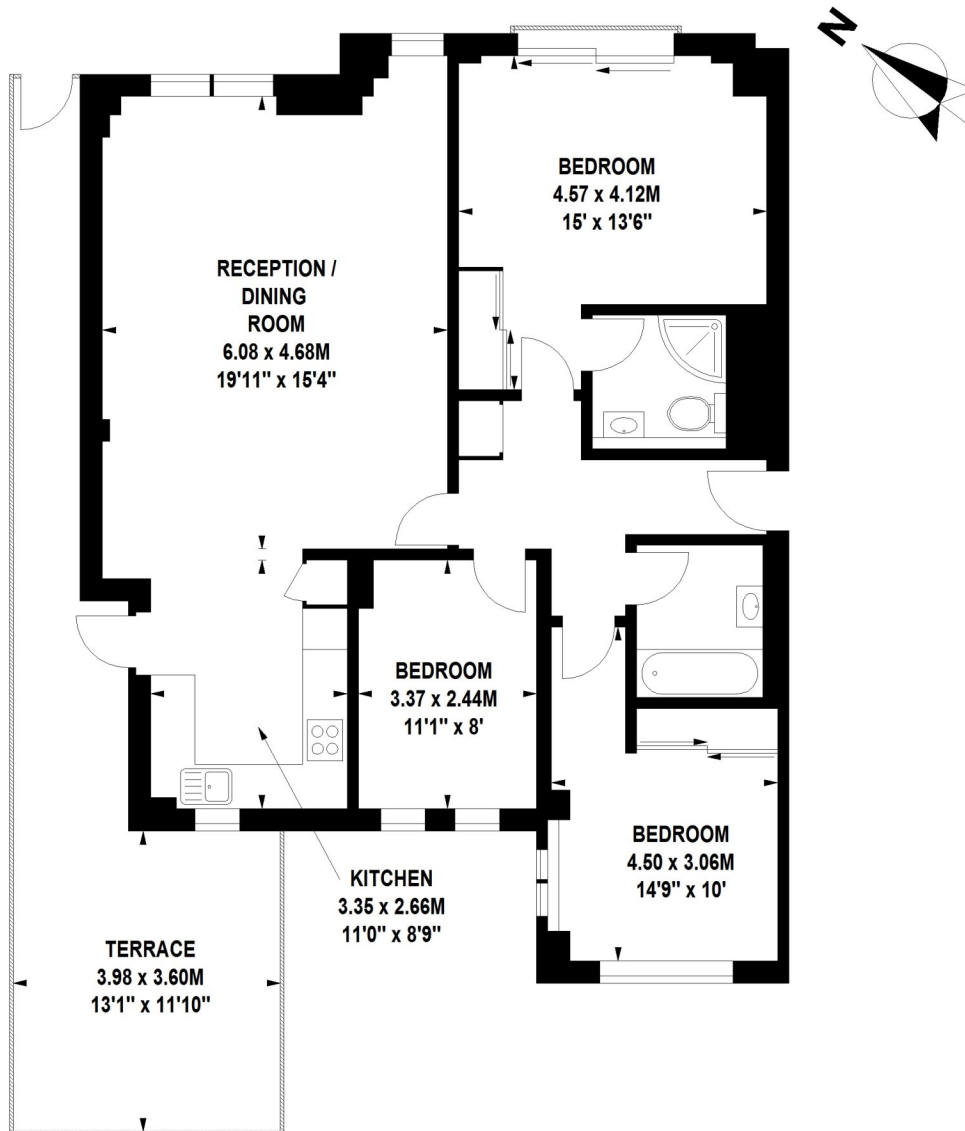 N
BEDROOM
4.57 x 4.12M
15' x 13'6"
RECEPTION /
DINING
ROOM
6.08 x 4.68M
19'11" x 15'4"
BEDROOM
3.37 x 2.44M
11'1" x 8'
BEDROOM
4.50 x 3.06M
14'9" x 10'
KITCHEN
3.35 x 2.66M
11'0" x 8'9"
TERRACE
3.98 x 3.60M
13'1" x 11'10"